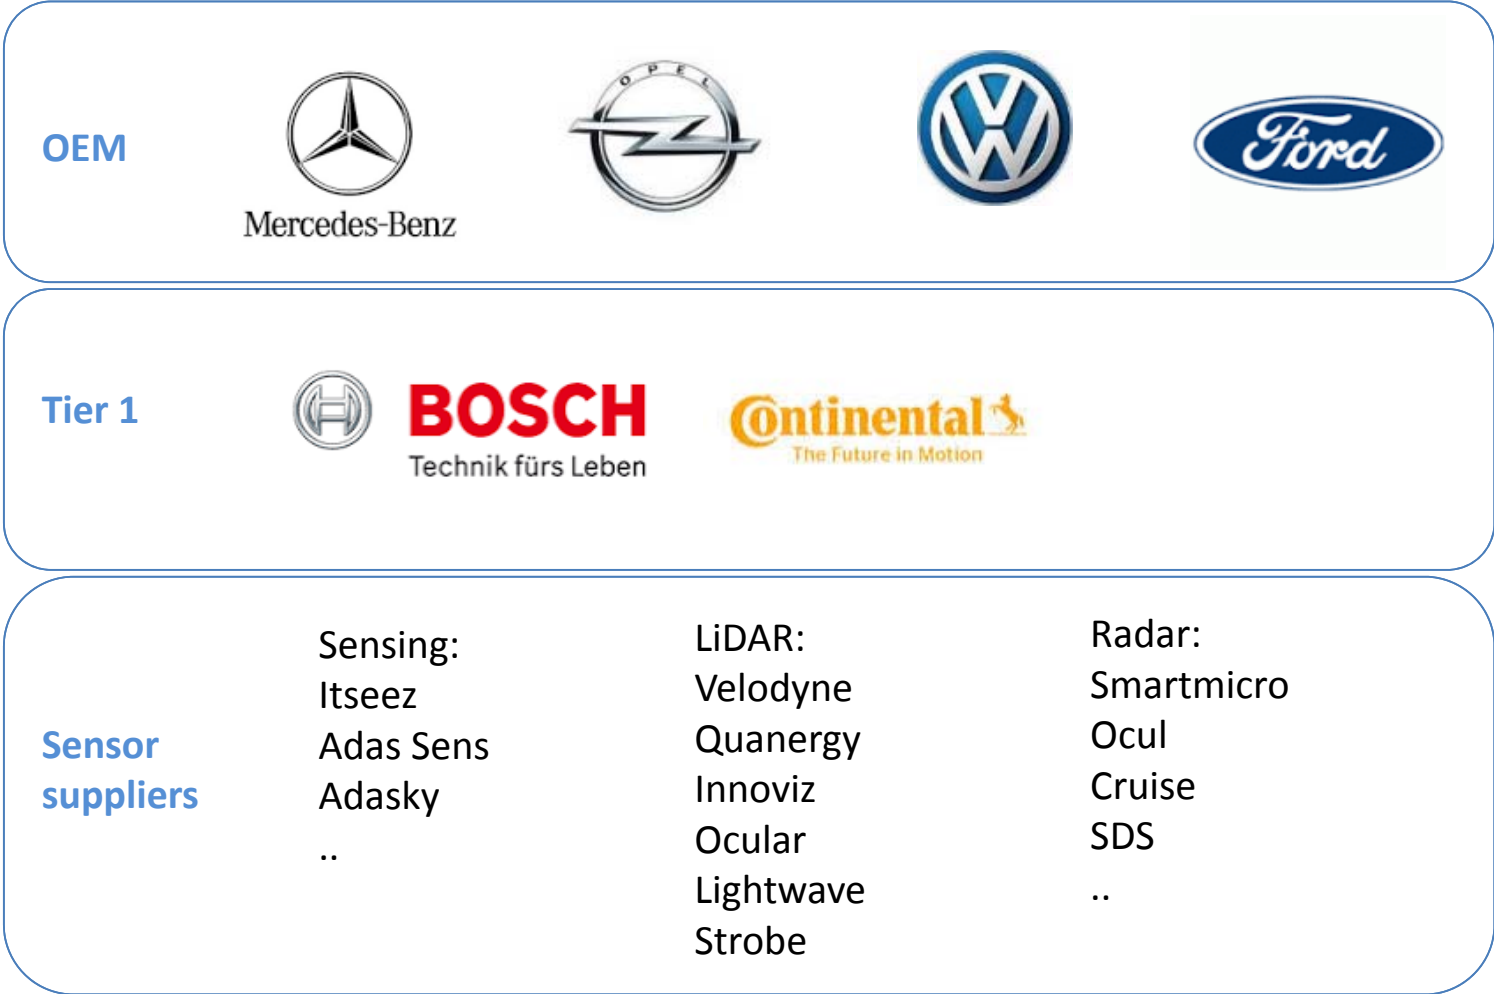 OEM
Mercedes-Benz
OPEL
VW
Ford
Tier 1
BOSCH
Technik fürs Leben
Continental
The Future in Motion
Sensor
suppliers
Sensing:
Itseez
Adas Sens
Adasky
..
LiDAR:
Velodyne
Quanergy
Innoviz
Ocular
Lightwave
Strobe
Radar:
Smartmicro
Ocul
Cruise
SDS
..